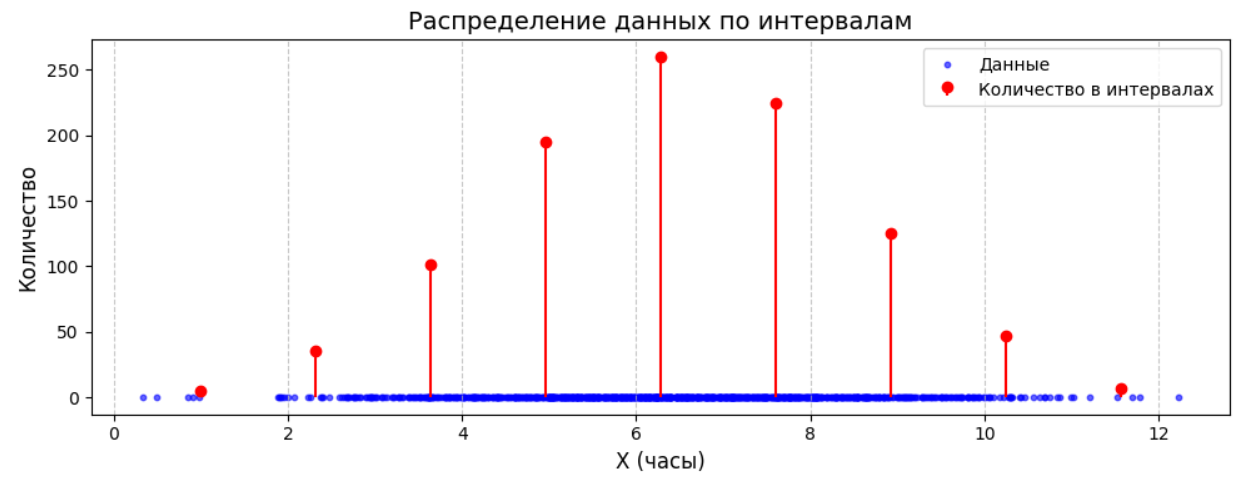 Распределение данных по интервалам
Данные
Количество в интервалах
Количество
250
200
150
100
50
0
0 2 4 6 8 10 12
X (часы)